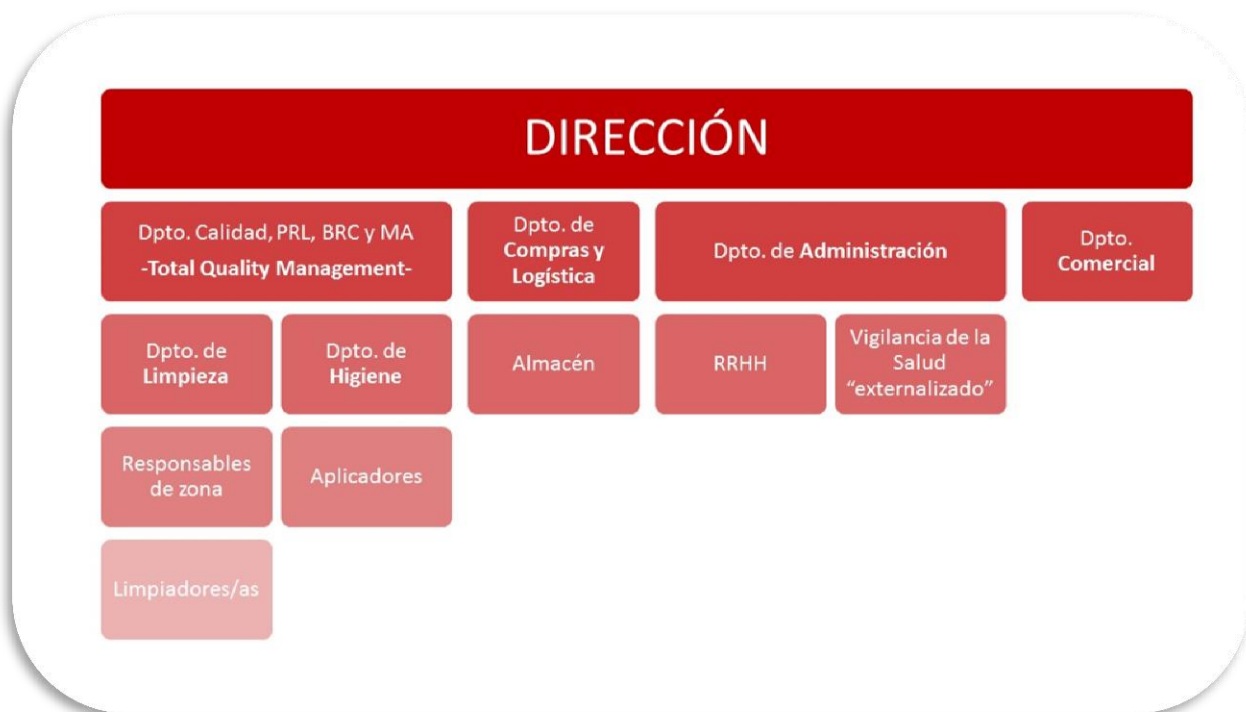 DIRECCIÓN
Dpto. Calidad, PRL, BRC y MA
-Total Quality Management-
Dpto. de
Compras y
Logística
Dpto. de Administración
Dpto.
Comercial
Dpto. de
Limpieza
Dpto. de
Higiene
Almacén
RRHH
Vigilancia de la
Salud
“externalizado”
Responsables
de zona
Aplicadores
Limpiadores/as